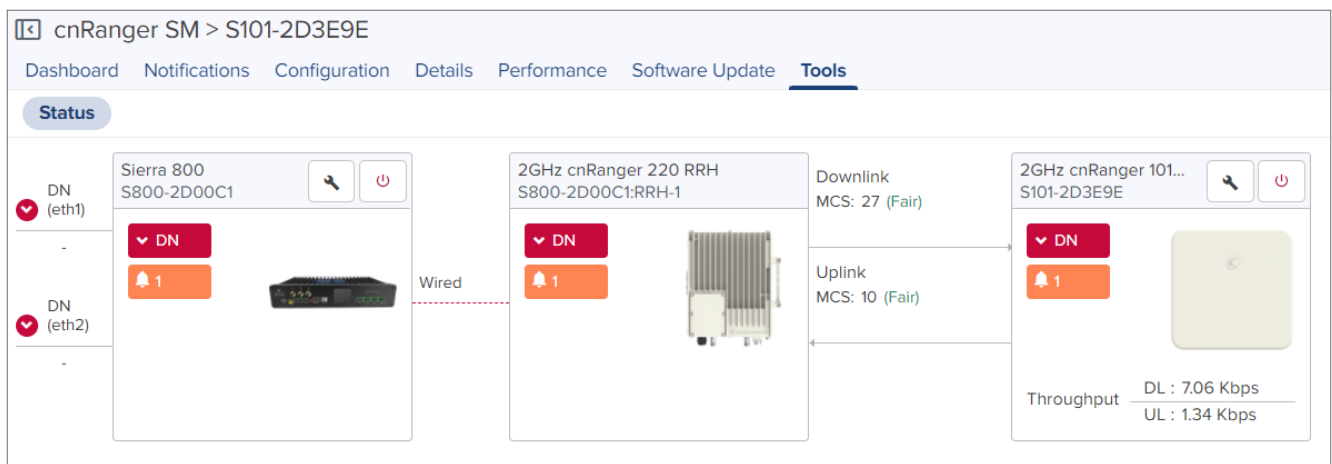 cnRanger SM > S101-2D3E9E
Dashboard Notifications Configuration Details Performance Software Update Tools
Status
DN
(eth1)
-
DN
(eth2)
-
Sierra 800
S800-2D00C1
DN
1
Wired
2GHz cnRanger 220 RRH
S800-2D00C1:RRH-1
DN
1
Downlink
MCS: 27 (Fair)
Uplink
MCS: 10 (Fair)
2GHz cnRanger 101...
S101-2D3E9E
DN
1
Throughput
DL : 7.06 Kbps
UL : 1.34 Kbps